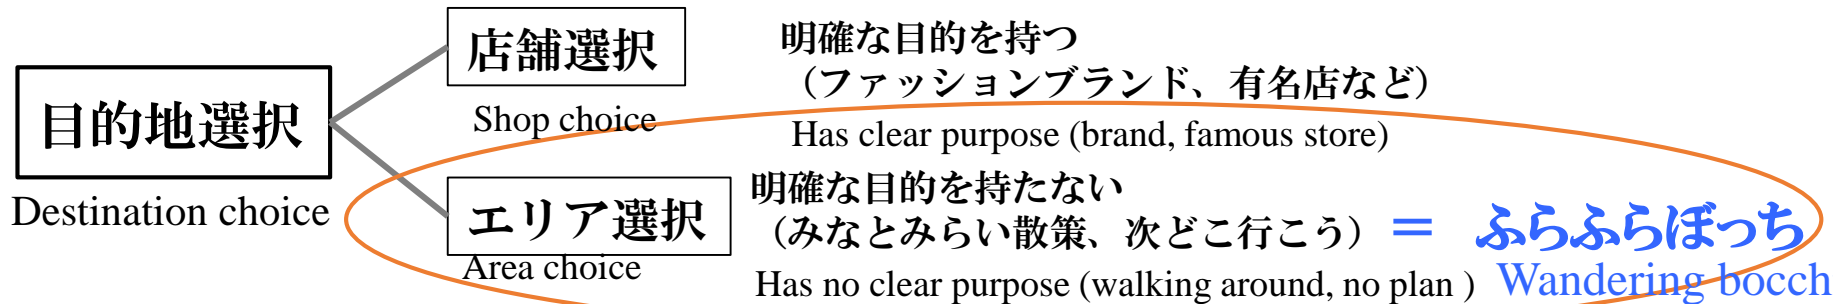 目的地選択
Destination choice
店舗選択
Shop choice
明確な目的を持つ
（ファッションブランド、有名店など）
Has clear purpose (brand, famous store)
エリア選択
Area choice
明確な目的を持たない
（みなとみらい散策、次どこ行こう）
Has no clear purpose (walking around, no plan )
＝ ふらふらぼっち
Wandering bocch